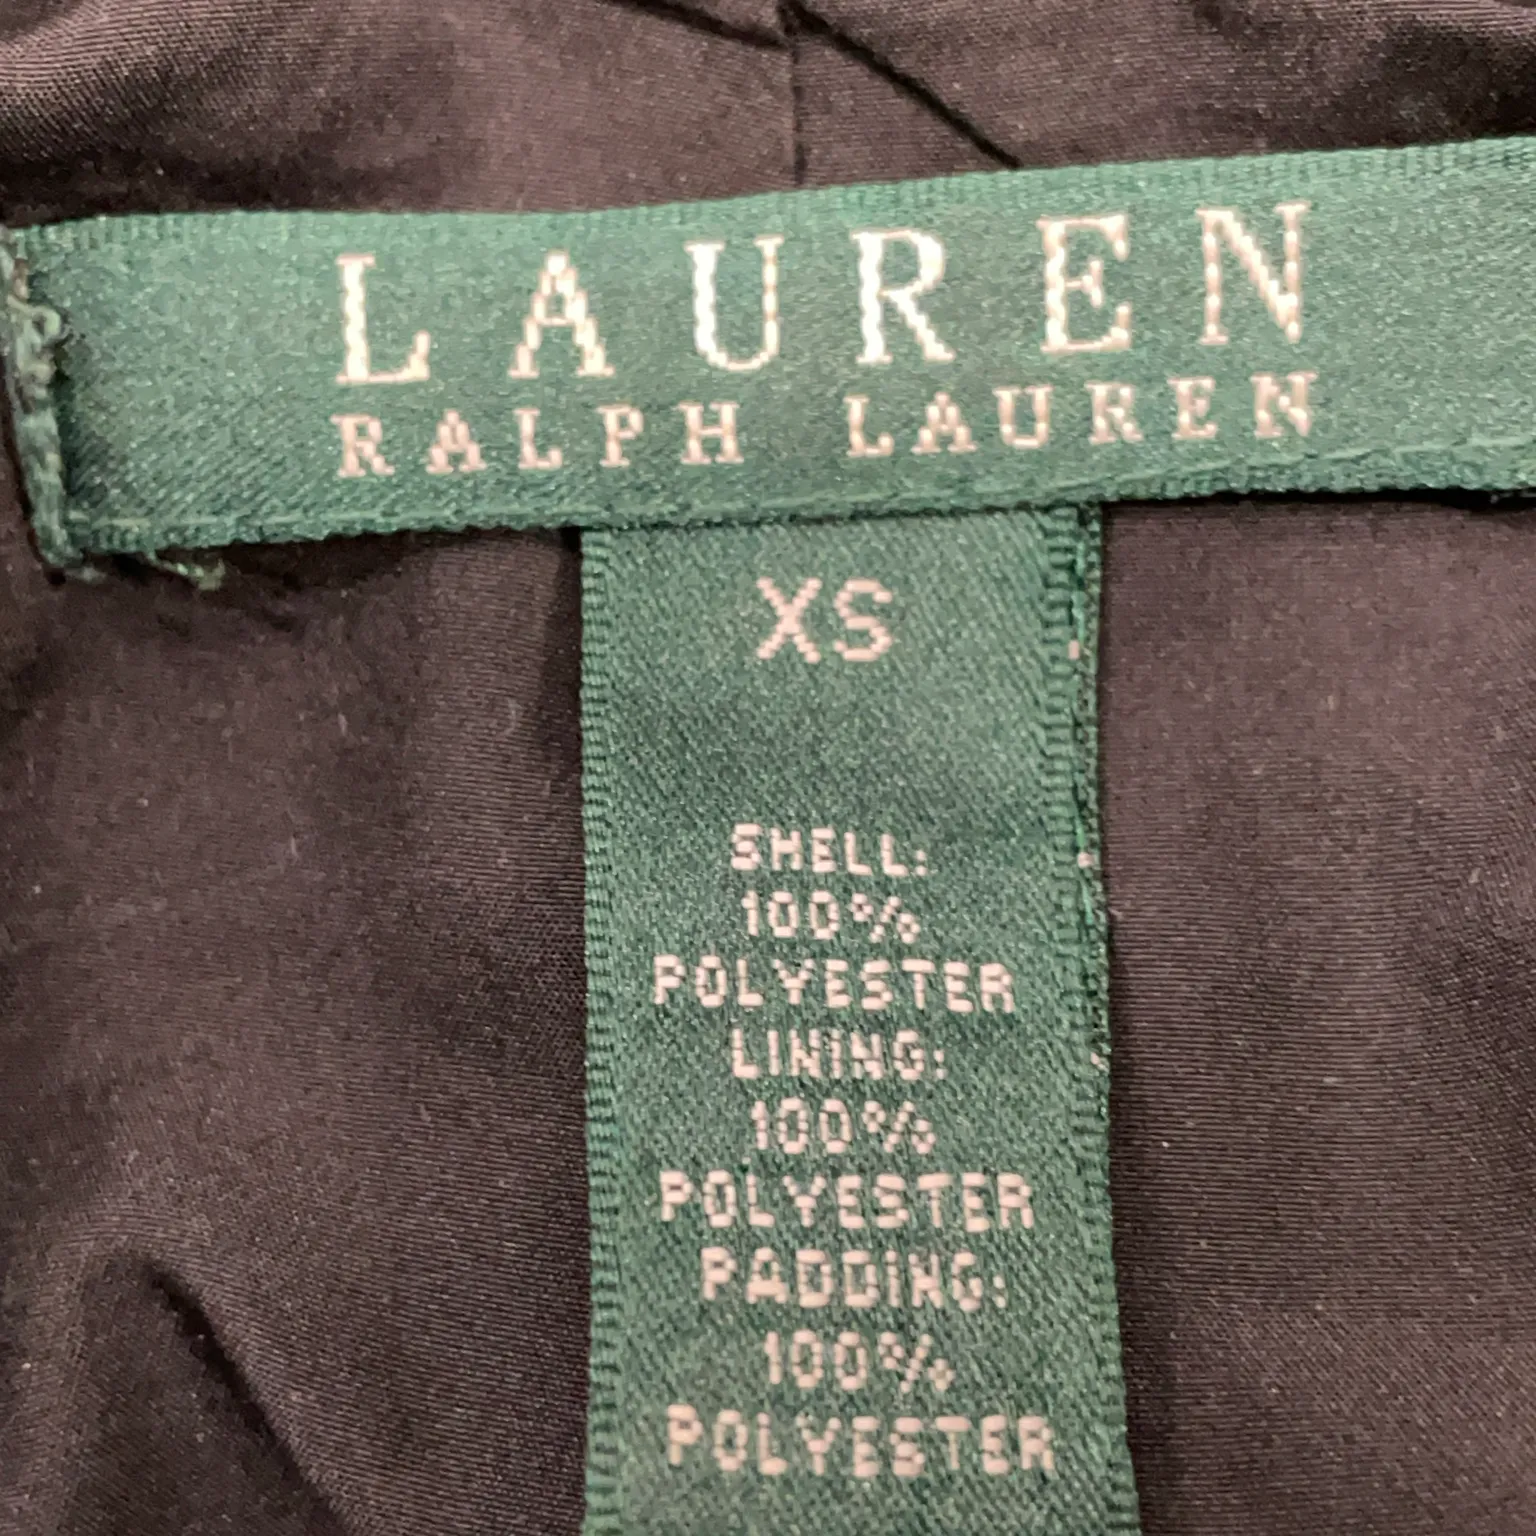 LAUREN
RALPH LAUREN
XS
SHELL:
100%
POLYESTER
LINING:
100%
POLYESTER
PADDING:
100%
POLYESTER